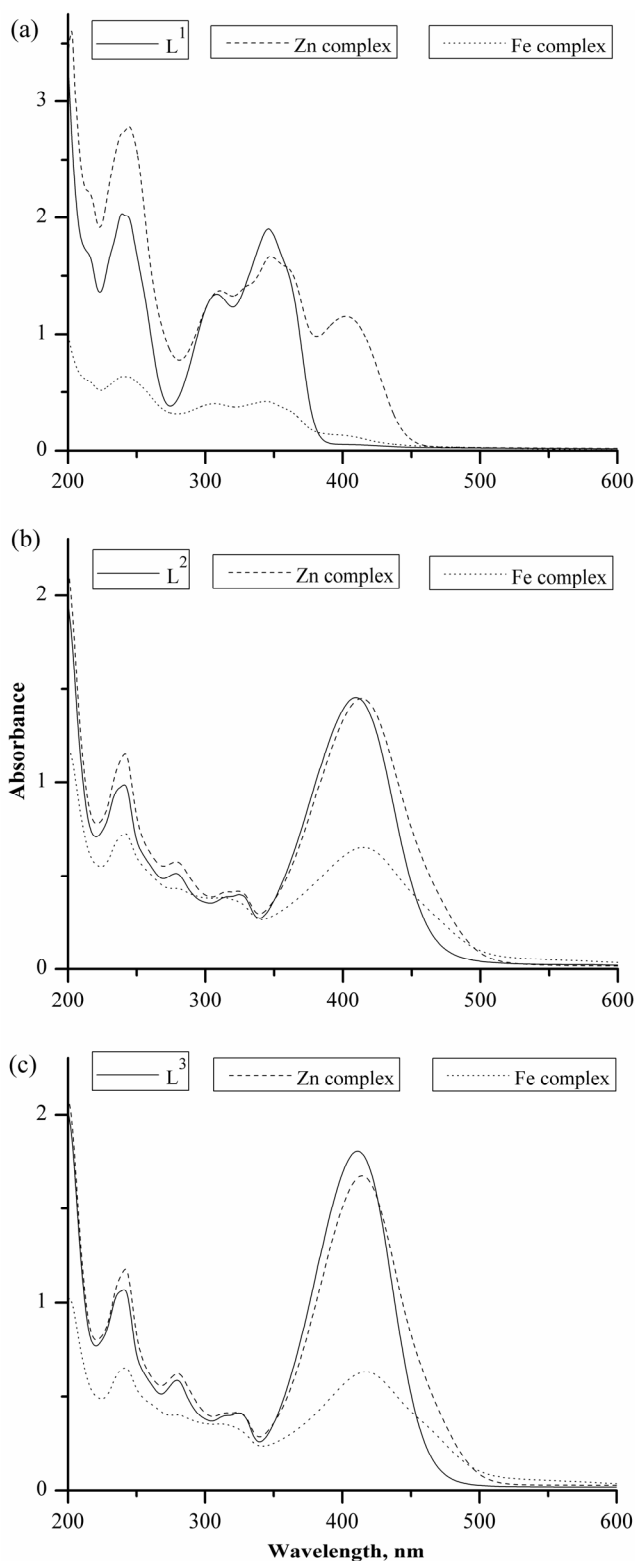 (a)
L1
Zn complex
Fe complex
3
2
1
0
200 300 400 500 600
(b)
L2
Zn complex
Fe complex
2
1
0
200 300 400 500 600
Absorbance
(c)
L3
Zn complex
Fe complex
2
1
0
200 300 400 500 600
Wavelength, nm